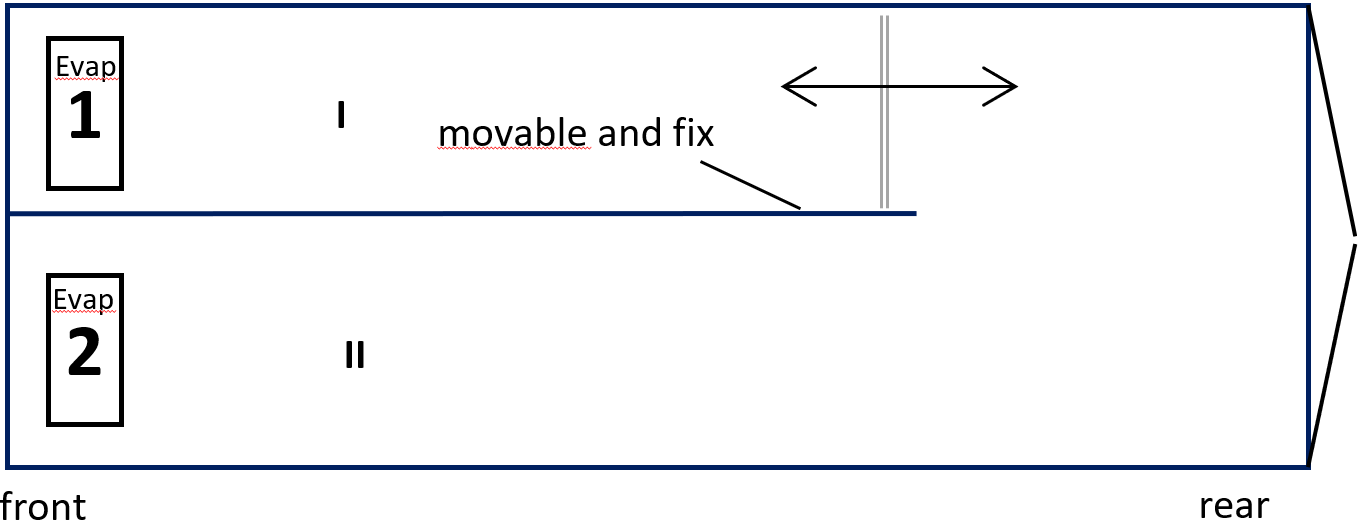 Evap
1
I
movable and fix
Evap
2
II
front
rear